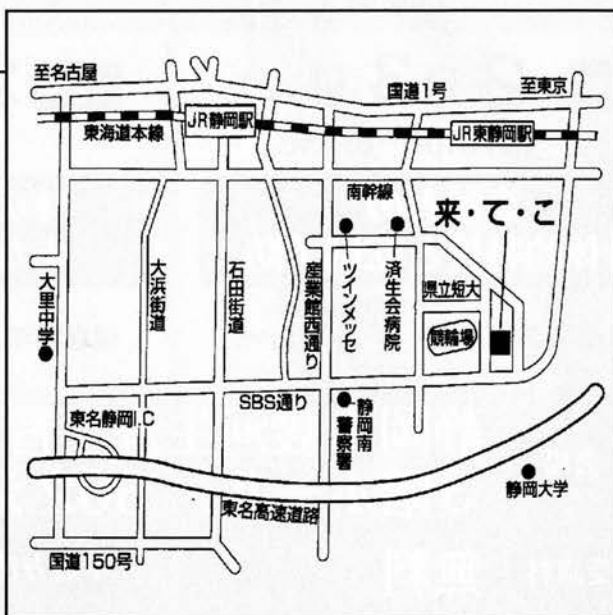 至名古屋
国道1号
至東京
JR静岡駅
東海道本線
JR東静岡駅
南幹線
来・て・こ
大里中学
大浜街道
石田街道
産業館西通り
ツインメッセ
済生会病院
県立短大
競輪場
SBS通り
静岡南
警察署
東名静岡I.C
静岡大学
東名高速道路
国道150号